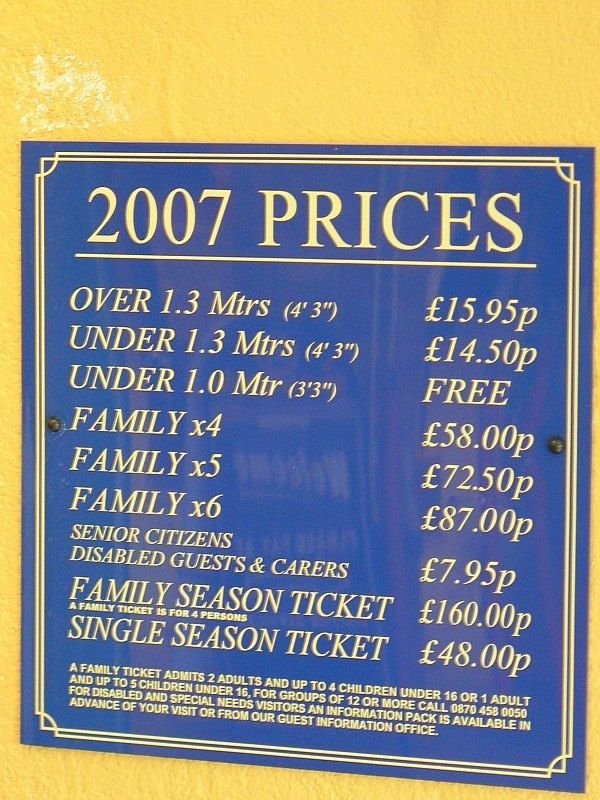 2007 PRICES
OVER 1.3 Mtrs (4' 3") £15.95p
UNDER 1.3 Mtrs (4' 3") £14.50p
UNDER 1.0 Mtr (3'3") FREE
FAMILY x4 £58.00p
FAMILY x5 £72.50p
FAMILY x6 £87.00p
SENIOR CITIZENS
DISABLED GUESTS & CARERS £7.95p
FAMILY SEASON TICKET £160.00p
A FAMILY TICKET IS FOR 4 PERSONS
SINGLE SEASON TICKET £48.00p
A FAMILY TICKET ADMITS 2 ADULTS AND UP TO 4 CHILDREN UNDER 16 OR 1 ADULT
AND UP TO 5 CHILDREN UNDER 16, FOR GROUPS OF 12 OR MORE CALL 0870 458 0050
FOR DISABLED AND SPECIAL NEEDS VISITORS AN INFORMATION PACK IS AVAILABLE IN
ADVANCE OF YOUR VISIT OR FROM OUR GUEST INFORMATION OFFICE.